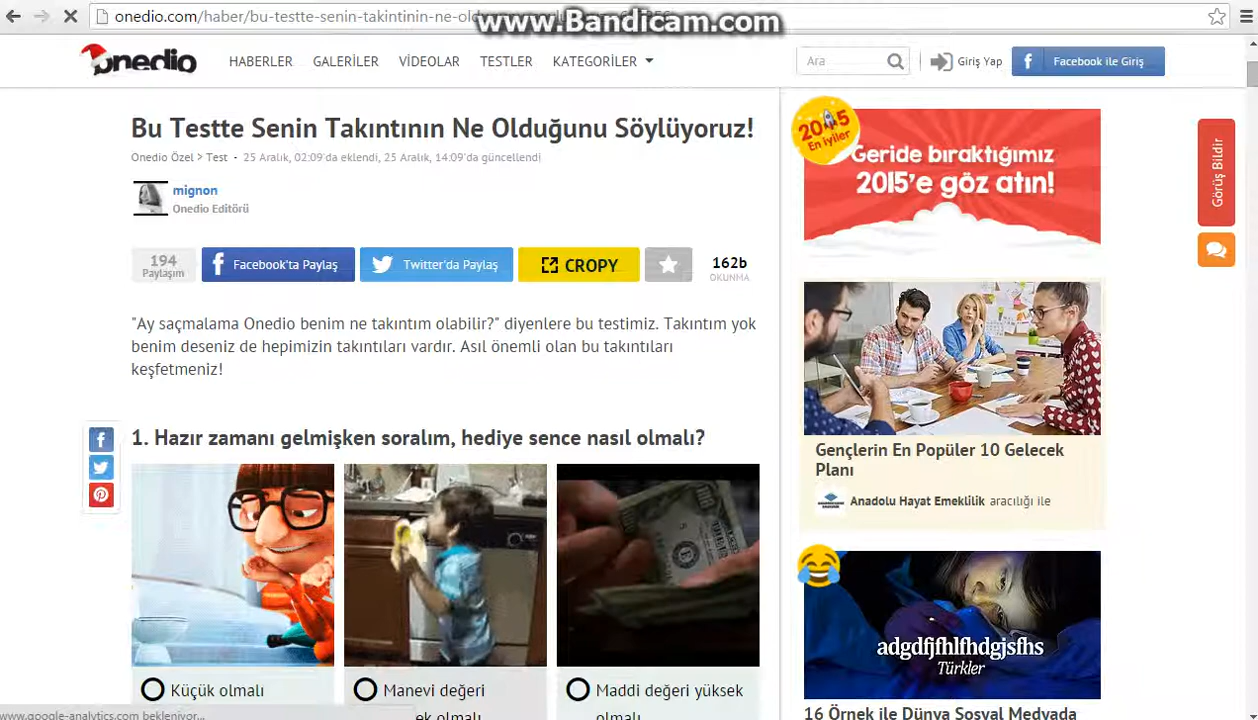 onedio.com/haber/bu-testte-senin-takintinin-ne-old
www.Bandicam.com
onedio
HABERLER
GALERİLER
VİDEOLAR
TESTLER
KATEGORİLER
Ara
Giriş Yap
Facebook ile Giriş
Bu Testte Senin Takıntının Ne Olduğunu Söylüyoruz!
Onedio Özel > Test • 25 Aralık, 02:09'da eklendi, 25 Aralık, 14:09'da güncellendi
mignon
Onedio Editörü
194
Paylaşım
Facebook'ta Paylaş
Twitter'da Paylaş
CROPY
162b
OKUNMA
"Ay saçmalama Onedio benim ne takıntım olabilir?" diyenlere bu testimiz. Takıntım yok
benim deseniz de hepimizin takıntıları vardır. Asıl önemli olan bu takıntıları
keşfetmeniz!
1. Hazır zamanı gelmişken soralım, hediye sence nasıl olmalı?
Küçük olmalı
Manevi değeri
ek olmalı
Maddi değeri yüksek
olmalı
2015
En İyiler
Geride bıraktığımız
2015'e göz atın!
Gençlerin En Popüler 10 Gelecek
Planı
Anadolu Hayat Emeklilik aracılığı ile
adgdfjfhlfhdgjsfhs
Türkler
16 Örnek ile Dünya Sosyal Medyada
Görüş Bildir
www.google-analytics.com bekleniyor...